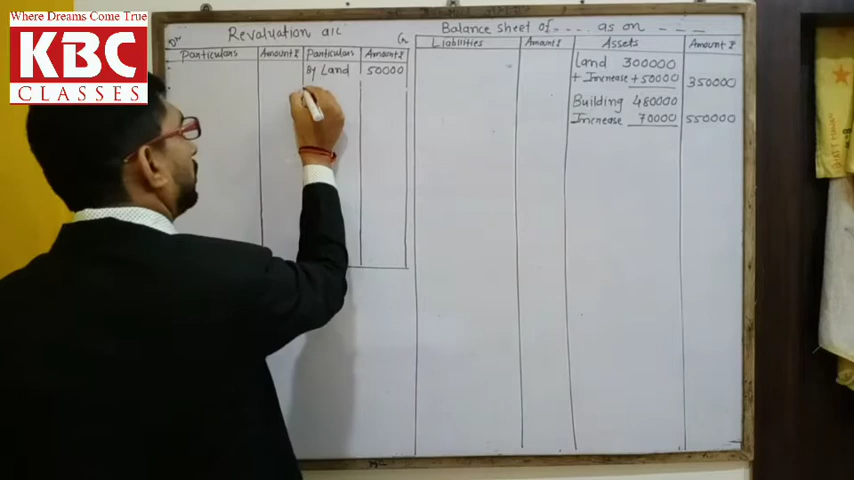 Where Dreams Come True
KBC
CLASSES
Revaluation a/c
Dr
Cr
Particulars Amount ₹ Particulars Amount ₹
By Land 50000
Balance sheet of - - - - as on - - - -
Liabilities Amount ₹ Assets Amount ₹
Land 300000
+ Increase +50000 350000
Building 480000
Increase 70000 550000